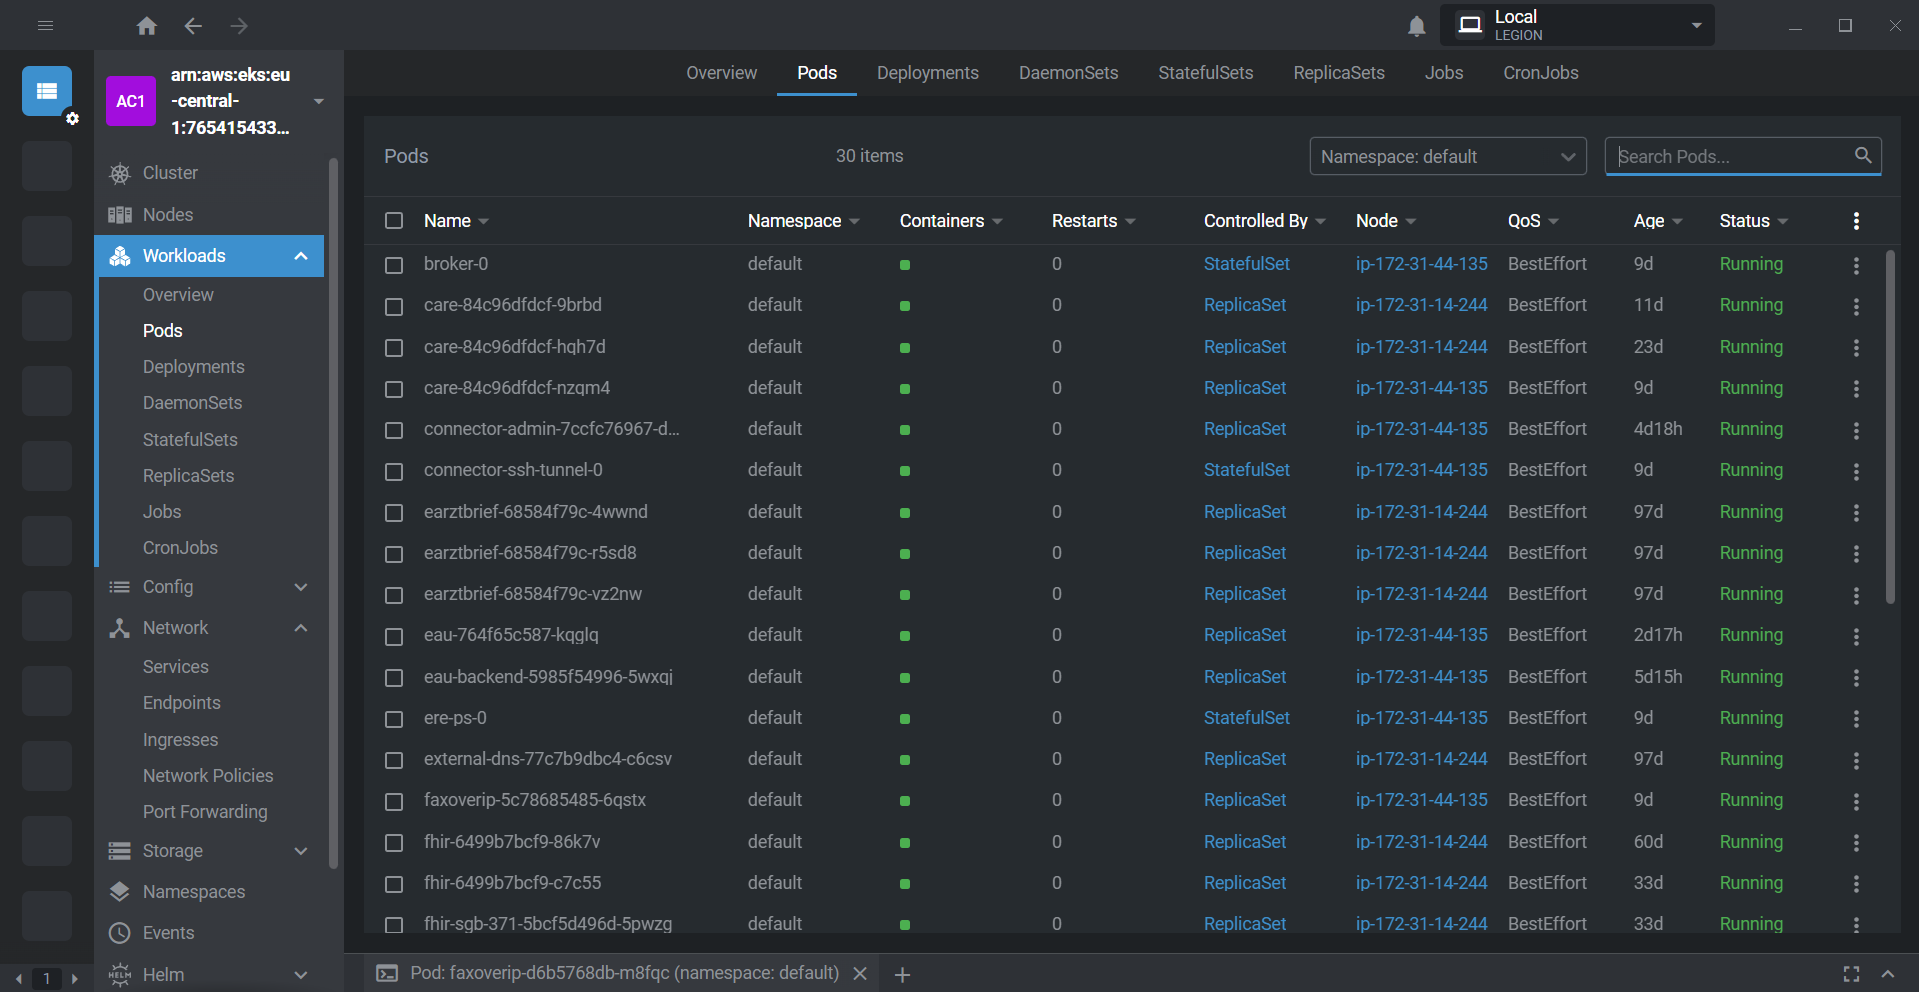 Local
LEGION
AC1
arn:aws:eks:eu
-central-
1:765415433...
Overview Pods Deployments DaemonSets StatefulSets ReplicaSets Jobs CronJobs
Cluster
Nodes
Workloads
Overview
Pods
Deployments
DaemonSets
StatefulSets
ReplicaSets
Jobs
CronJobs
Config
Network
Services
Endpoints
Ingresses
Network Policies
Port Forwarding
Storage
Namespaces
Events
HELM Helm
1
Pods 30 items Namespace: default Search Pods...
Name Namespace Containers Restarts Controlled By Node QoS Age Status
broker-0 default 0 StatefulSet ip-172-31-44-135 BestEffort 9d Running
care-84c96dfdcf-9brbd default 0 ReplicaSet ip-172-31-14-244 BestEffort 11d Running
care-84c96dfdcf-hqh7d default 0 ReplicaSet ip-172-31-14-244 BestEffort 23d Running
care-84c96dfdcf-nzqm4 default 0 ReplicaSet ip-172-31-44-135 BestEffort 9d Running
connector-admin-7ccfc76967-d... default 0 ReplicaSet ip-172-31-44-135 BestEffort 4d18h Running
connector-ssh-tunnel-0 default 0 StatefulSet ip-172-31-44-135 BestEffort 9d Running
earztbrief-68584f79c-4wwnd default 0 ReplicaSet ip-172-31-14-244 BestEffort 97d Running
earztbrief-68584f79c-r5sd8 default 0 ReplicaSet ip-172-31-14-244 BestEffort 97d Running
earztbrief-68584f79c-vz2nw default 0 ReplicaSet ip-172-31-14-244 BestEffort 97d Running
eau-764f65c587-kqglq default 0 ReplicaSet ip-172-31-44-135 BestEffort 2d17h Running
eau-backend-5985f54996-5wxqj default 0 ReplicaSet ip-172-31-44-135 BestEffort 5d15h Running
ere-ps-0 default 0 StatefulSet ip-172-31-44-135 BestEffort 9d Running
external-dns-77c7b9dbc4-c6csv default 0 ReplicaSet ip-172-31-14-244 BestEffort 97d Running
faxoverip-5c78685485-6qstx default 0 ReplicaSet ip-172-31-44-135 BestEffort 9d Running
fhir-6499b7bcf9-86k7v default 0 ReplicaSet ip-172-31-14-244 BestEffort 60d Running
fhir-6499b7bcf9-c7c55 default 0 ReplicaSet ip-172-31-14-244 BestEffort 33d Running
fhir-sgb-371-5bcf5d496d-5pwzg default 0 ReplicaSet ip-172-31-14-244 BestEffort 33d Running
Pod: faxoverip-d6b5768db-m8fqc (namespace: default)